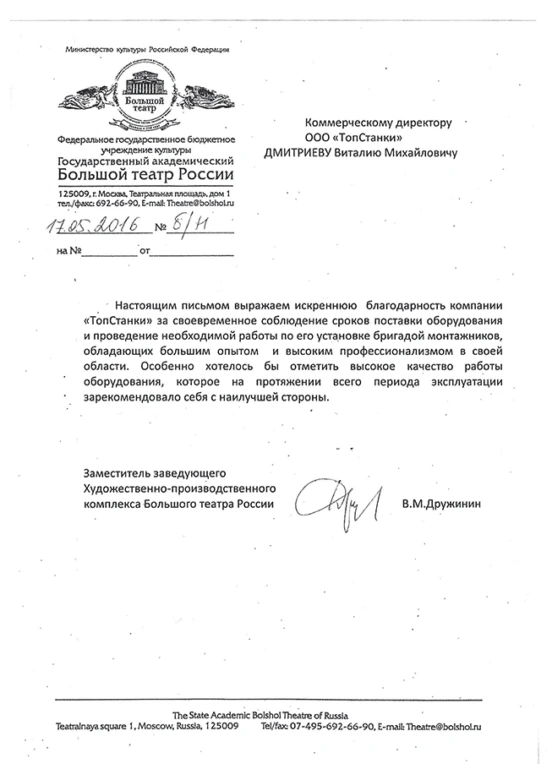 Министерство культуры Российской Федерации
Большой
театр
Федеральное государственное бюджетное
учреждение культуры
Государственный академический
Большой театр России
125009, г. Москва, Театральная площадь, дом 1
тел./факс: 692-66-90, E-mail: Theatre@bolshoi.ru
17.05.2016 № б/н
на №__________ от__________
Коммерческому директору
ООО «ТопСтанки»
ДМИТРИЕВУ Виталию Михайловичу
Настоящим письмом выражаем искреннюю благодарность компании
«ТопСтанки» за своевременное соблюдение сроков поставки оборудования
и проведение необходимой работы по его установке бригадой монтажников,
обладающих большим опытом и высоким профессионализмом в своей
области. Особенно хотелось бы отметить высокое качество работы
оборудования, которое на протяжении всего периода эксплуатации
зарекомендовало себя с наилучшей стороны.
Заместитель заведующего
Художественно-производственного
комплекса Большого театра России
В.М.Дружинин
The State Academic Bolshoi Theatre of Russia
Teatralnaya square 1, Moscow, Russia, 125009 Tel/fax: 07-495-692-66-90, E-mail: Theatre@bolshoi.ru